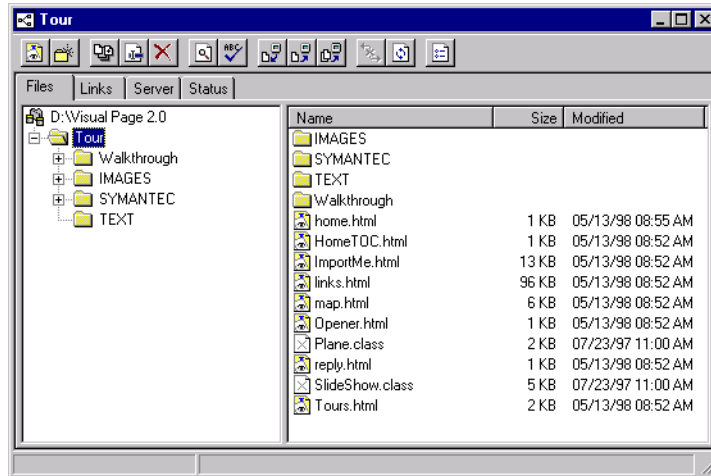 Tour
ABC
Files Links Server Status
D:\Visual Page 2.0
Tour
Walkthrough
IMAGES
SYMANTEC
TEXT
Name Size Modified
IMAGES
SYMANTEC
TEXT
Walkthrough
home.html 1 KB 05/13/98 08:55 AM
HomeTOC.html 1 KB 05/13/98 08:52 AM
ImportMe.html 13 KB 05/13/98 08:52 AM
links.html 96 KB 05/13/98 08:52 AM
map.html 6 KB 05/13/98 08:52 AM
Opener.html 1 KB 05/13/98 08:52 AM
Plane.class 2 KB 07/23/97 11:00 AM
reply.html 1 KB 05/13/98 08:52 AM
SlideShow.class 5 KB 07/23/97 11:00 AM
Tours.html 2 KB 05/13/98 08:52 AM